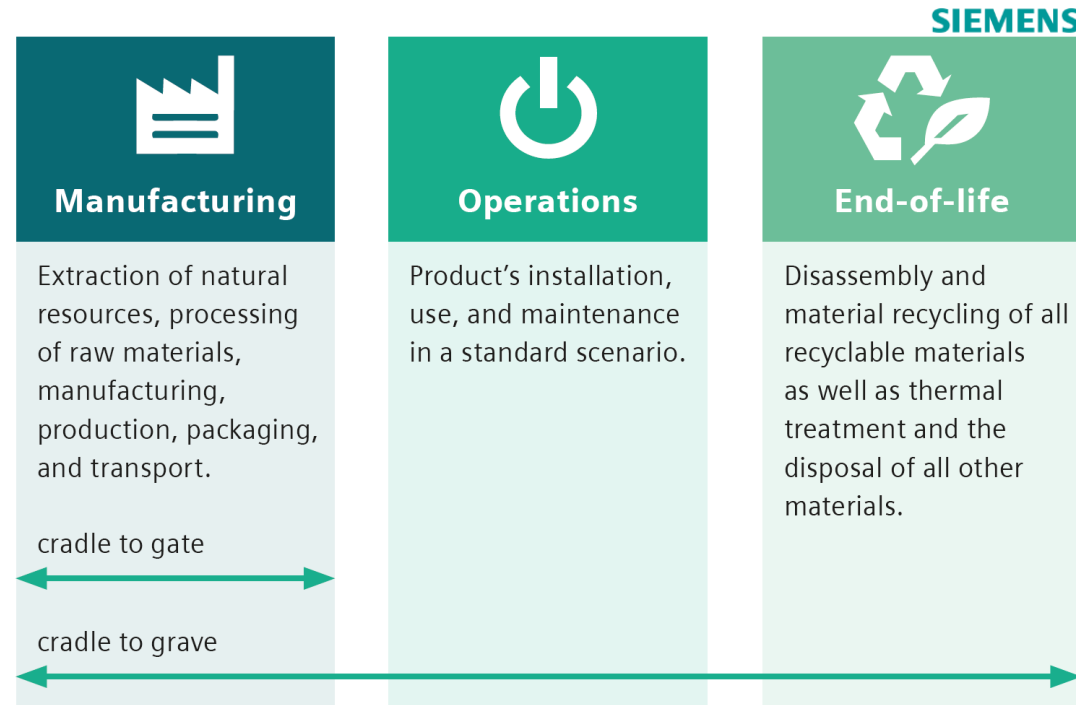 SIEMENS
Manufacturing
Extraction of natural
resources, processing
of raw materials,
manufacturing,
production, packaging,
and transport.
cradle to gate
cradle to grave
Operations
Product’s installation,
use, and maintenance
in a standard scenario.
End-of-life
Disassembly and
material recycling of all
recyclable materials
as well as thermal
treatment and the
disposal of all other
materials.